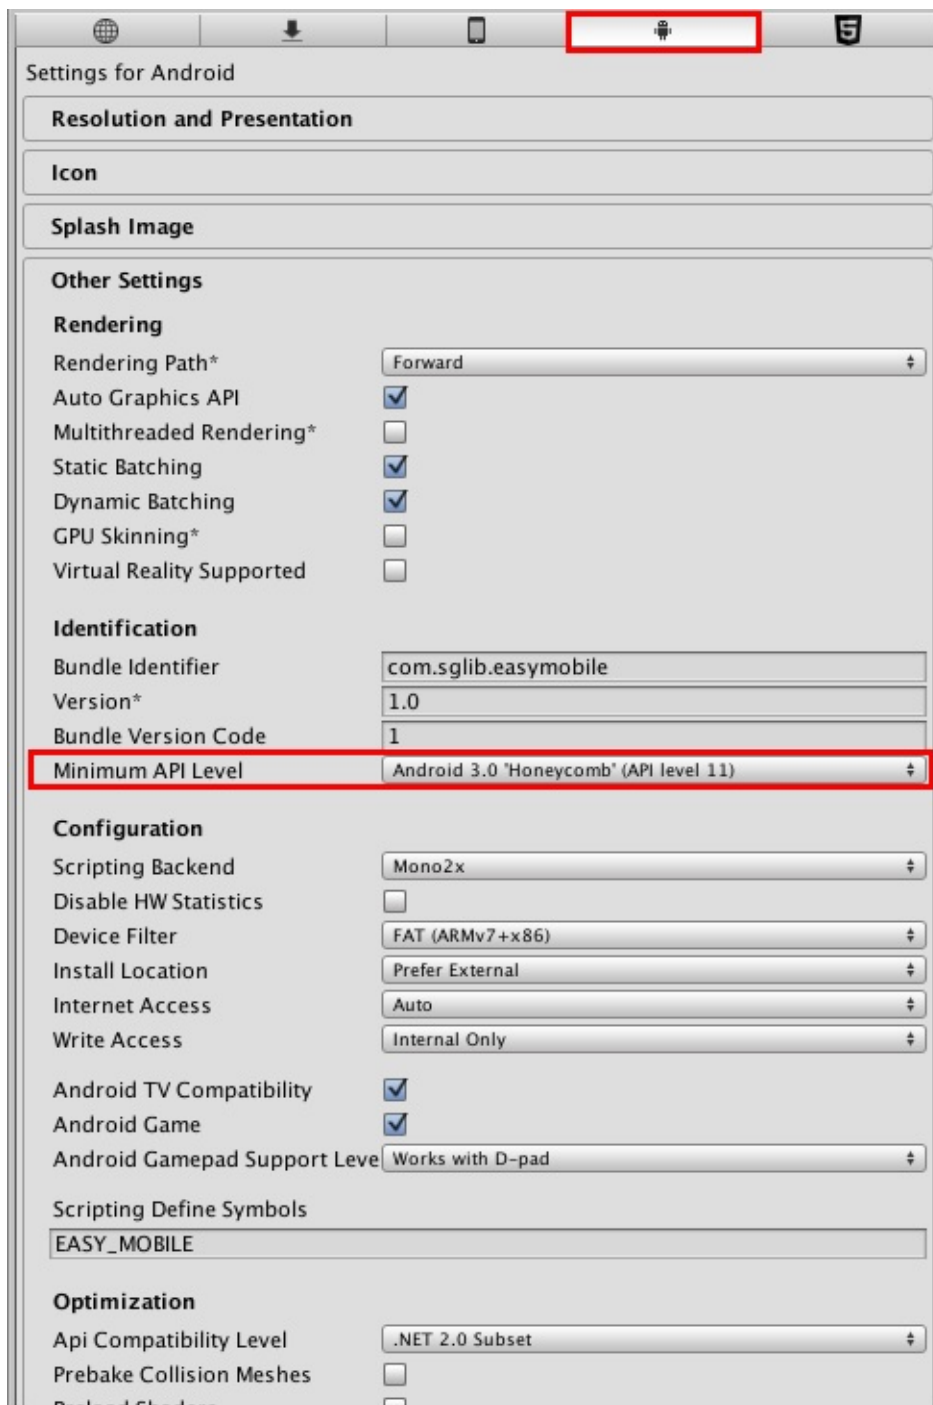 Settings for Android
Resolution and Presentation
Icon
Splash Image
Other Settings
Rendering
Rendering Path* Forward
Auto Graphics API
Multithreaded Rendering*
Static Batching
Dynamic Batching
GPU Skinning*
Virtual Reality Supported
Identification
Bundle Identifier com.sglib.easymobile
Version* 1.0
Bundle Version Code 1
Minimum API Level Android 3.0 'Honeycomb' (API level 11)
Configuration
Scripting Backend Mono2x
Disable HW Statistics
Device Filter FAT (ARMv7+x86)
Install Location Prefer External
Internet Access Auto
Write Access Internal Only
Android TV Compatibility
Android Game
Android Gamepad Support Leve Works with D-pad
Scripting Define Symbols
EASY_MOBILE
Optimization
Api Compatibility Level .NET 2.0 Subset
Prebake Collision Meshes